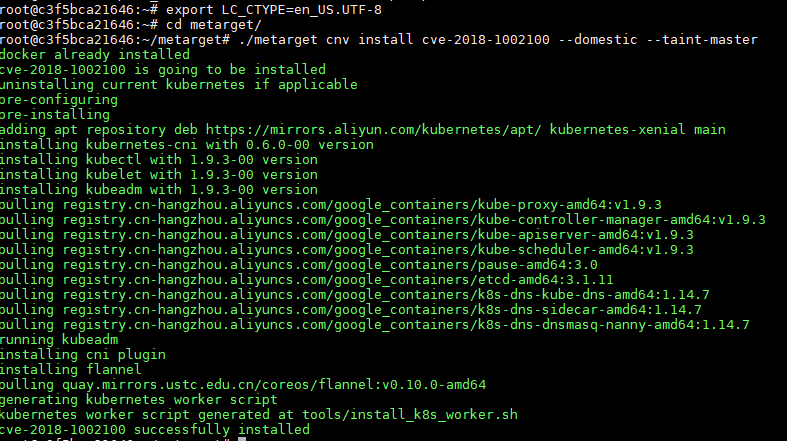 root@c3f5bca21646:~# export LC_CTYPE=en_US.UTF-8
root@c3f5bca21646:~# cd metarget/
root@c3f5bca21646:~/metarget# ./metarget cnv install cve-2018-1002100 --domestic --taint-master
docker already installed
cve-2018-1002100 is going to be installed
uninstalling current kubernetes if applicable
pre-configuring
pre-installing
adding apt repository deb https://mirrors.aliyun.com/kubernetes/apt/ kubernetes-xenial main
installing kubernetes-cni with 0.6.0-00 version
installing kubectl with 1.9.3-00 version
installing kubelet with 1.9.3-00 version
installing kubeadm with 1.9.3-00 version
pulling registry.cn-hangzhou.aliyuncs.com/google_containers/kube-proxy-amd64:v1.9.3
pulling registry.cn-hangzhou.aliyuncs.com/google_containers/kube-controller-manager-amd64:v1.9.3
pulling registry.cn-hangzhou.aliyuncs.com/google_containers/kube-apiserver-amd64:v1.9.3
pulling registry.cn-hangzhou.aliyuncs.com/google_containers/kube-scheduler-amd64:v1.9.3
pulling registry.cn-hangzhou.aliyuncs.com/google_containers/pause-amd64:3.0
pulling registry.cn-hangzhou.aliyuncs.com/google_containers/etcd-amd64:3.1.11
pulling registry.cn-hangzhou.aliyuncs.com/google_containers/k8s-dns-kube-dns-amd64:1.14.7
pulling registry.cn-hangzhou.aliyuncs.com/google_containers/k8s-dns-sidecar-amd64:1.14.7
pulling registry.cn-hangzhou.aliyuncs.com/google_containers/k8s-dns-dnsmasq-nanny-amd64:1.14.7
running kubeadm
installing cni plugin
installing flannel
pulling quay.mirrors.ustc.edu.cn/coreos/flannel:v0.10.0-amd64
generating kubernetes worker script
kubernetes worker script generated at tools/install_k8s_worker.sh
cve-2018-1002100 successfully installed